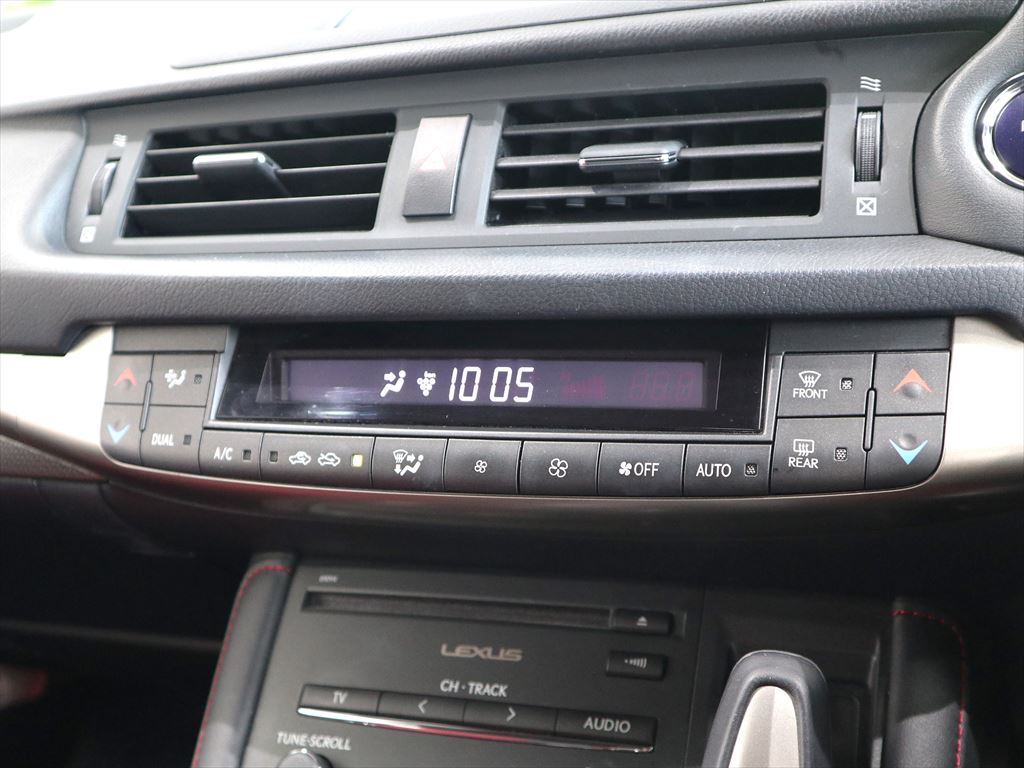 10 05
FRONT
DUAL
A/C
OFF
AUTO
REAR
LEXUS
CH · TRACK
TV
AUDIO
TUNE·SCROLL